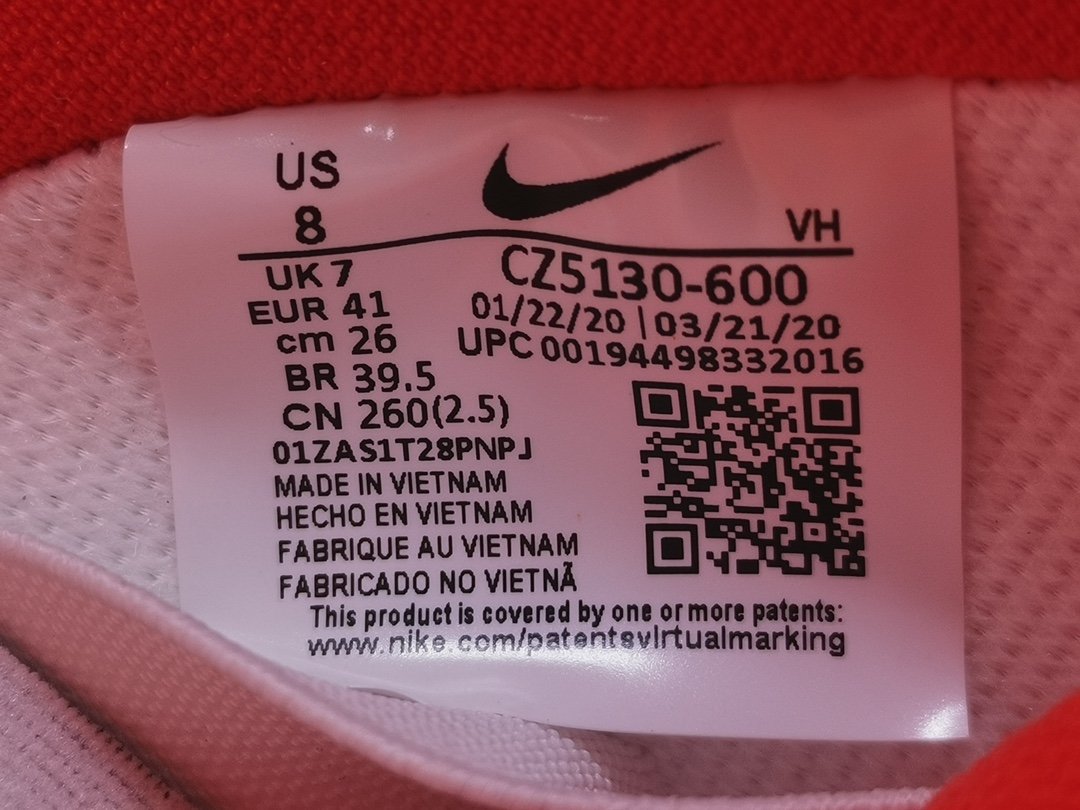 US
8
VH
UK 7
CZ5130-600
EUR 41
01/22/20 | 03/21/20
cm 26
UPC 00194498332016
BR 39.5
CN 260(2.5)
01ZAS1T28PNPJ
MADE IN VIETNAM
HECHO EN VIETNAM
FABRIQUE AU VIETNAM
FABRICADO NO VIETNÃ
This product is covered by one or more patents:
www.nike.com/patentsvirtualmarking